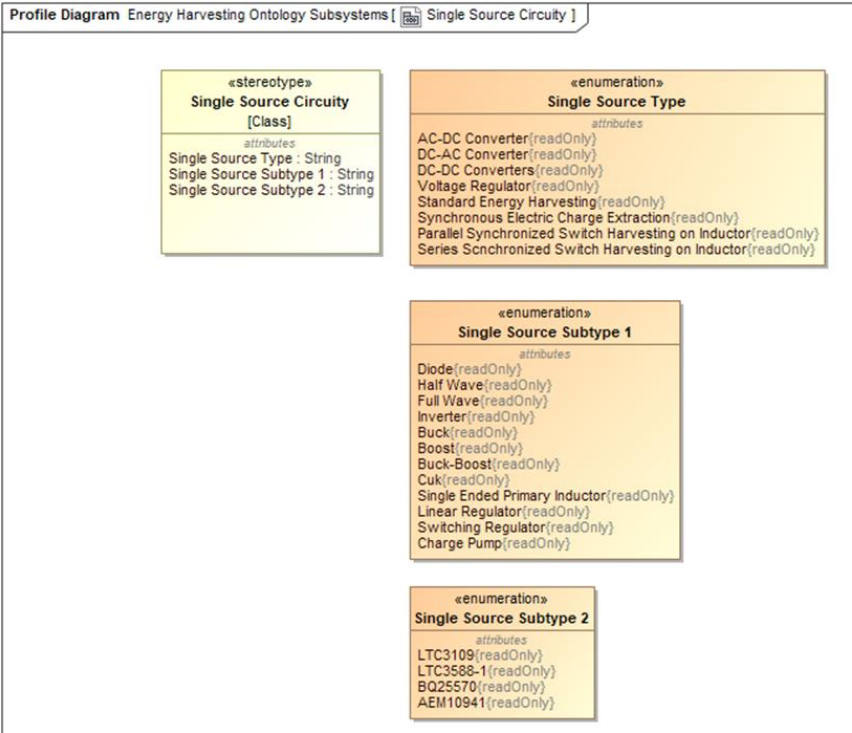 Profile Diagram Energy Harvesting Ontology Subsystems [ Single Source Circuity ]
«stereotype»
Single Source Circuity
[Class]
attributes
Single Source Type : String
Single Source Subtype 1 : String
Single Source Subtype 2 : String
«enumeration»
Single Source Type
attributes
AC-DC Converter{readOnly}
DC-AC Converter{readOnly}
DC-DC Converters{readOnly}
Voltage Regulator{readOnly}
Standard Energy Harvesting{readOnly}
Synchronous Electric Charge Extraction{readOnly}
Parallel Synchronized Switch Harvesting on Inductor{readOnly}
Series Scnchronized Switch Harvesting on Inductor{readOnly}
«enumeration»
Single Source Subtype 1
attributes
Diode{readOnly}
Half Wave{readOnly}
Full Wave{readOnly}
Inverter{readOnly}
Buck{readOnly}
Boost{readOnly}
Buck-Boost{readOnly}
Cuk{readOnly}
Single Ended Primary Inductor{readOnly}
Linear Regulator{readOnly}
Switching Regulator{readOnly}
Charge Pump{readOnly}
«enumeration»
Single Source Subtype 2
attributes
LTC3109{readOnly}
LTC3588-1{readOnly}
BQ25570{readOnly}
AEM10941{readOnly}